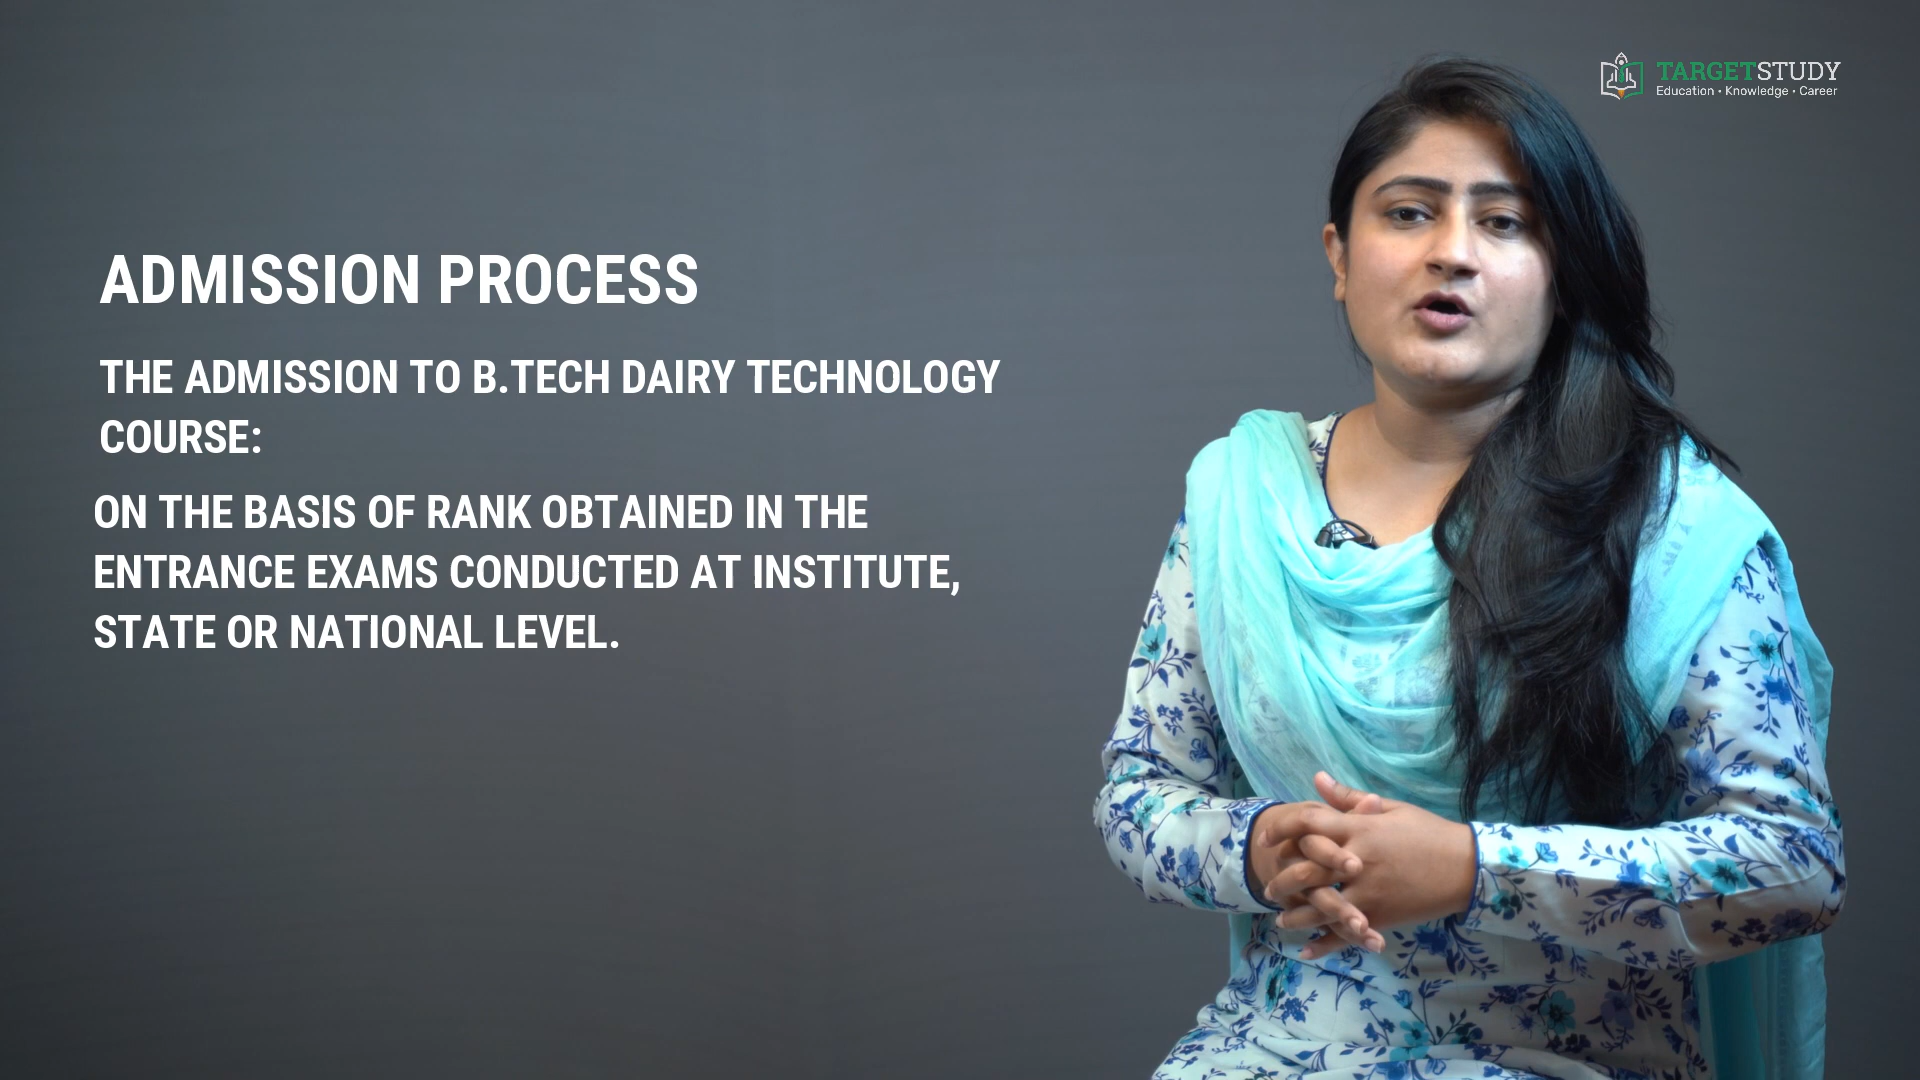 TARGETSTUDY
Education • Knowledge • Career
ADMISSION PROCESS
THE ADMISSION TO B.TECH DAIRY TECHNOLOGY
COURSE:
ON THE BASIS OF RANK OBTAINED IN THE
ENTRANCE EXAMS CONDUCTED AT INSTITUTE,
STATE OR NATIONAL LEVEL.